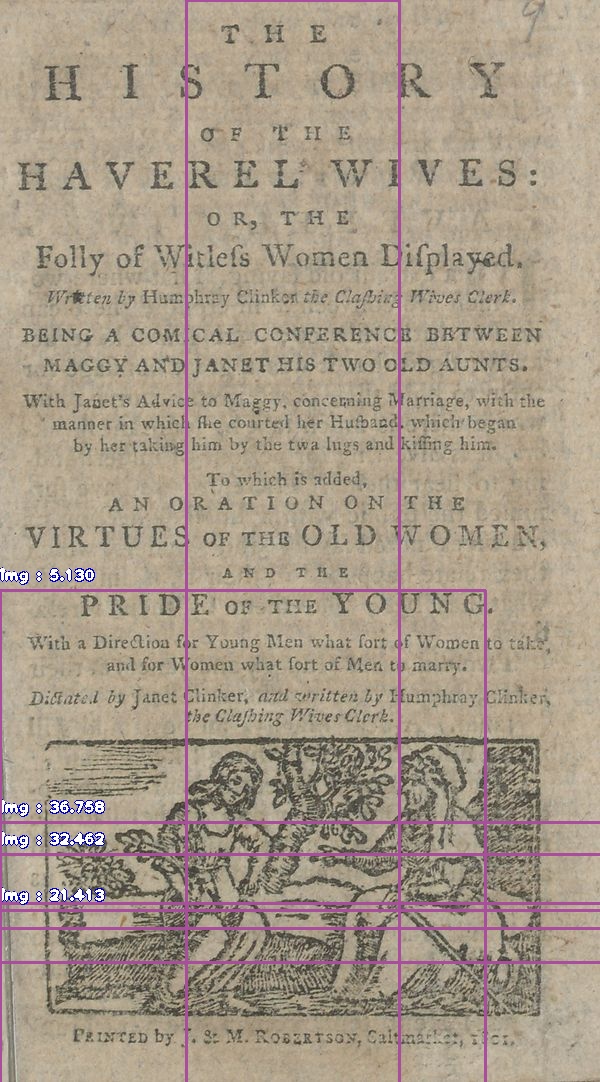 THE
HISTORY
OF THE
HAVEREL WIVES:
OR, THE
Folly of Witleſs Women Diſplayed.
Written by Humphray Clinker the Claſhing Wives Clerk.
BEING A COMICAL CONFERENCE BETWEEN
MAGGY AND JANET HIS TWO OLD AUNTS.
With Janet's Advice to Maggy, concerning Marriage, with the
manner in which ſhe courted her Huſband, which began
by her taking him by the twa lugs and kiſſing him.
To which is added,
AN ORATION ON THE
VIRTUES OF THE OLD WOMEN,
AND THE
PRIDE OF THE YOUNG.
With a Direction for Young Men what ſort of Women to take,
and for Women what ſort of Men to marry.
Dictated by Janet Clinker, and written by Humphray Clinker,
the Claſhing Wives Clerk.
PRINTED by J. & M. ROBERTSON, Saltmarket, 1801.
Img : 5.130
Img : 36.758
Img : 32.462
Img : 21.413